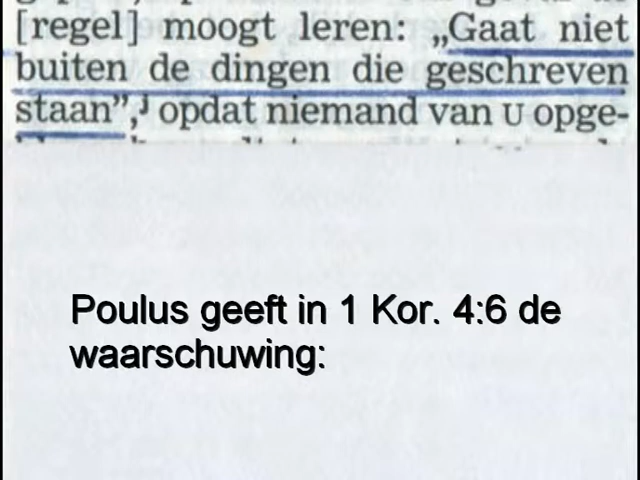 [regel] moogt leren: „Gaat niet
buiten de dingen die geschreven
staan”,J opdat niemand van U opge-
Poulus geeft in 1 Kor. 4:6 de
waarschuwing: